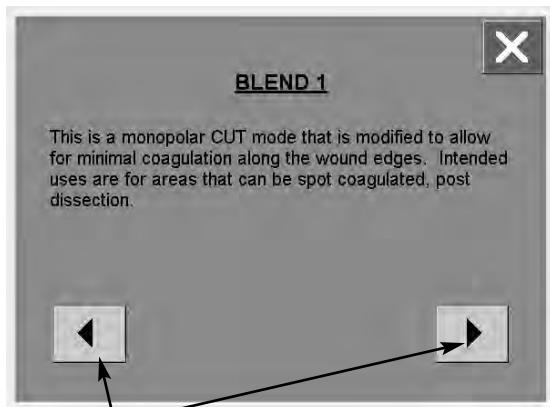 BLEND 1
This is a monopolar CUT mode that is modified to allow
for minimal coagulation along the wound edges. Intended
uses are for areas that can be spot coagulated, post
dissection.